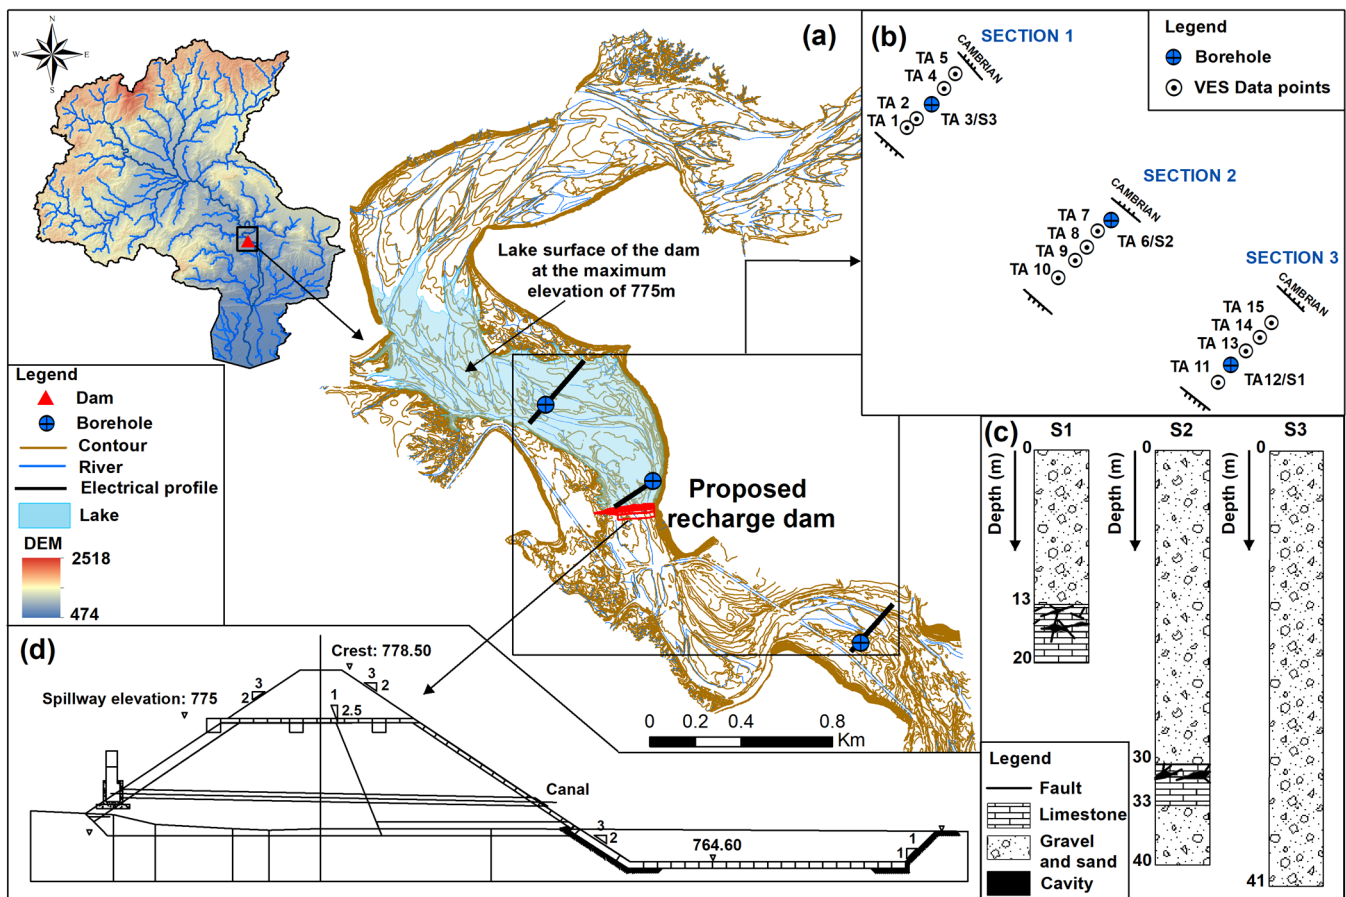 N
W
E
S
(a)
Lake surface of the dam
at the maximum
elevation of 775m
Proposed
recharge dam
0 0.2 0.4 0.8
Km
Legend
Dam
Borehole
Contour
River
Electrical profile
Lake
DEM
2518
474
(b)
SECTION 1
CAMBRIAN
TA 5
TA 4
TA 2
TA 3/S3
TA 1
SECTION 2
CAMBRIAN
TA 7
TA 8
TA 6/S2
TA 9
TA 10
SECTION 3
CAMBRIAN
TA 15
TA 14
TA 13
TA 11
TA12/S1
Legend
Borehole
VES Data points
(c)
S1
S2
S3
0
Depth (m)
13
20
0
Depth (m)
30
33
40
0
41
Legend
Fault
Limestone
Gravel
and sand
Cavity
(d)
Crest: 778.50
Spillway elevation: 775
3
2
3
2
1
2.5
Canal
3
2
764.60
1
1